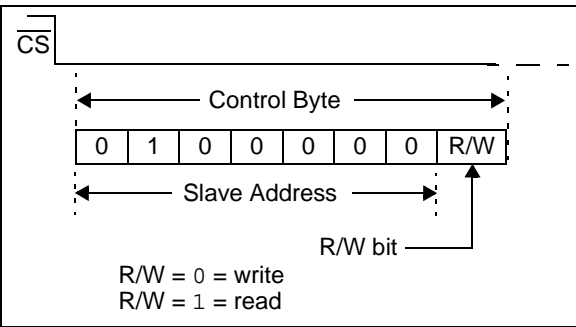 CS
Control Byte
0 1 0 0 0 0 0 R/W
Slave Address
R/W bit
R/W = 0 = write
R/W = 1 = read